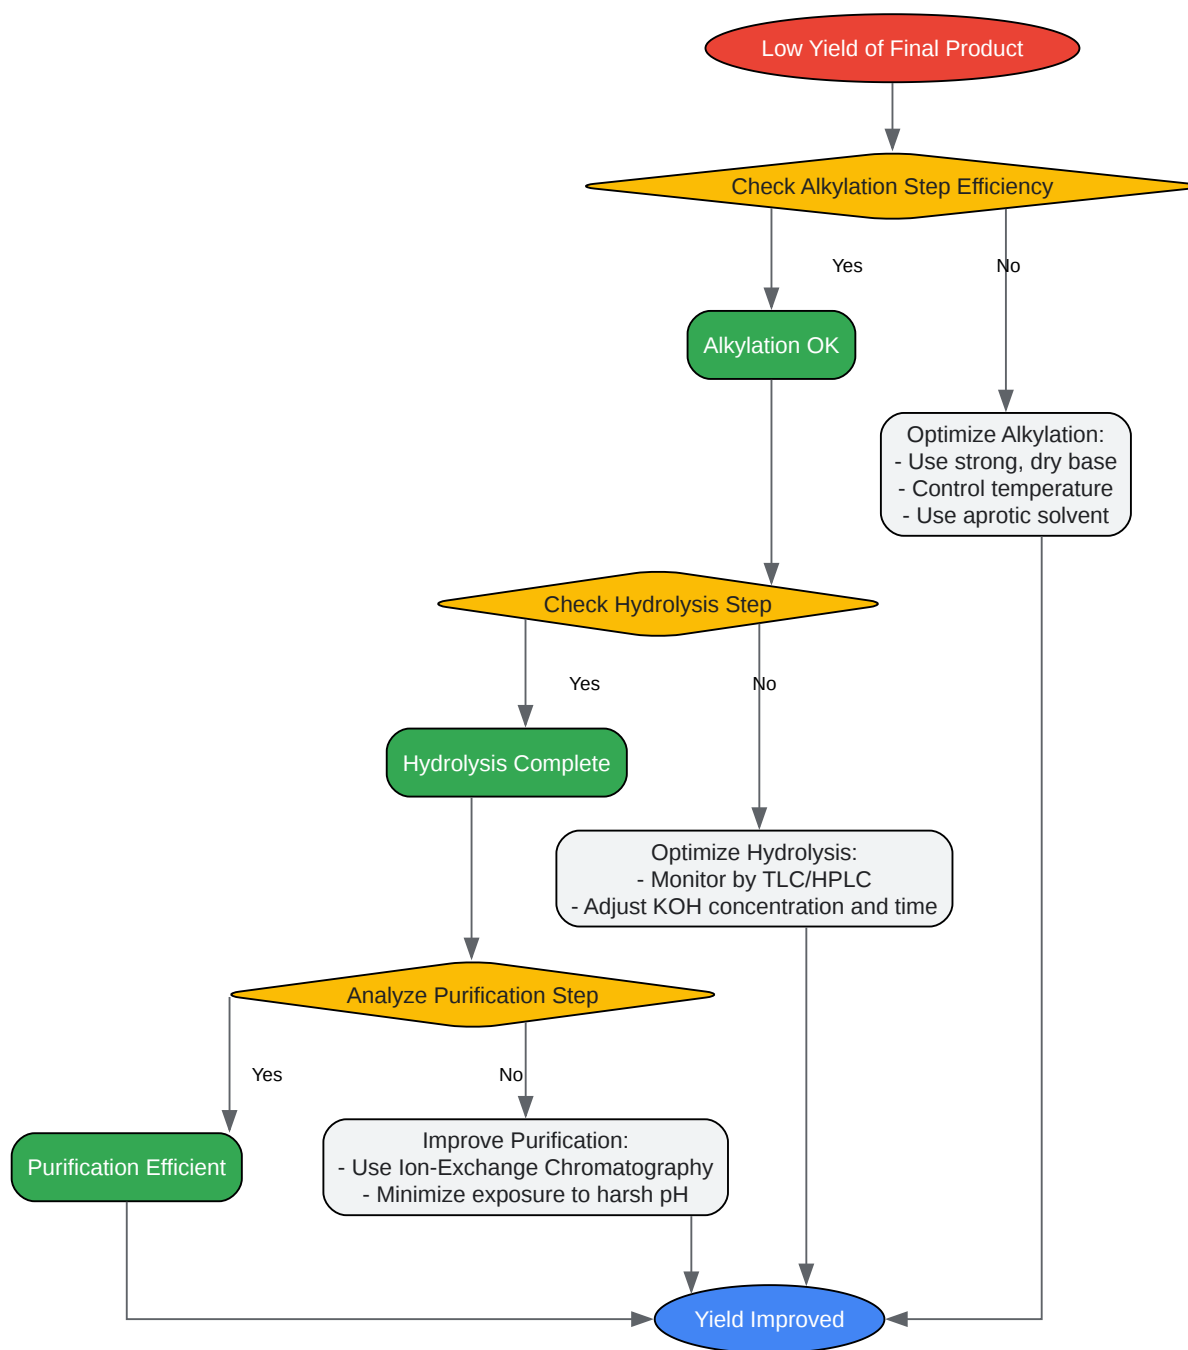 Low Yield of Final Product
Check Alkylation Step Efficiency
Yes
No
Alkylation OK
Optimize Alkylation:
- Use strong, dry base
- Control temperature
- Use aprotic solvent
Check Hydrolysis Step
Yes
No
Hydrolysis Complete
Optimize Hydrolysis:
- Monitor by TLC/HPLC
- Adjust KOH concentration and time
Analyze Purification Step
Yes
No
Purification Efficient
Improve Purification:
- Use Ion-Exchange Chromatography
- Minimize exposure to harsh pH
Yield Improved